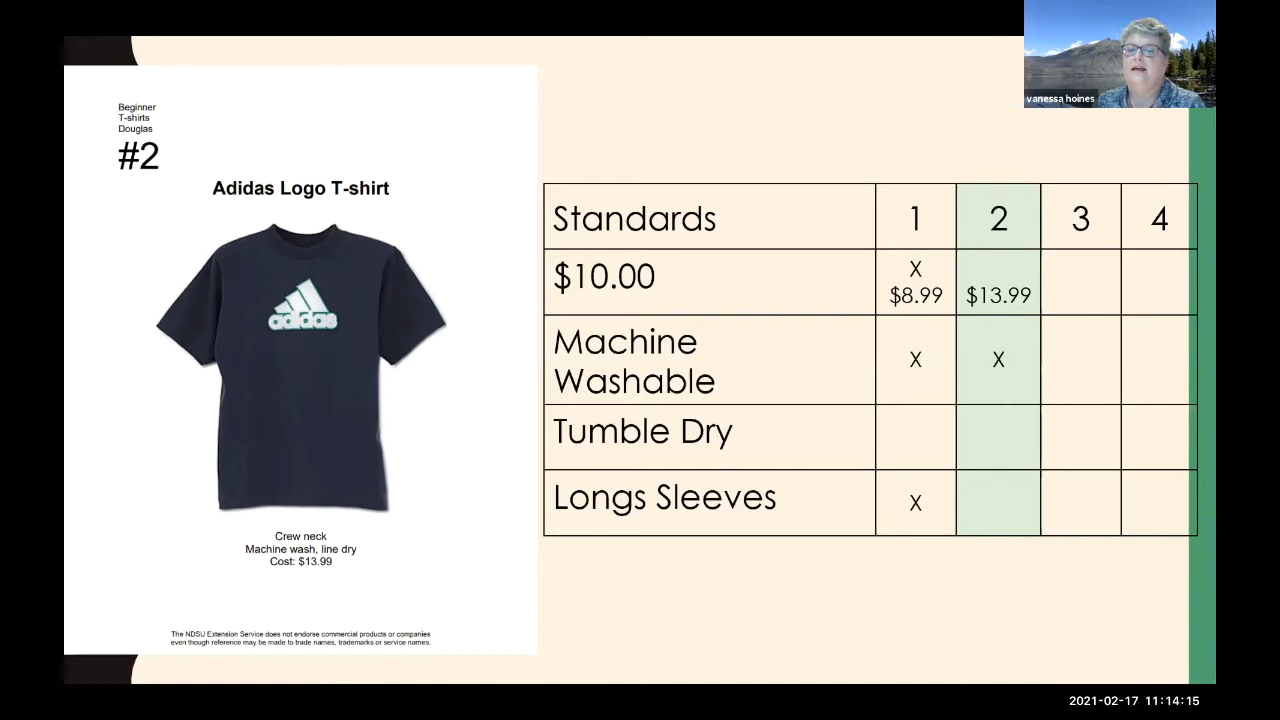 vanessa hoines
Beginner
T-shirts
Douglas
#2
Adidas Logo T-shirt
adidas
Crew neck
Machine wash, line dry
Cost: $13.99
The NDSU Extension Service does not endorse commercial products or companies
even though reference may be made to trade names, trademarks or service names.
Standards 1 2 3 4
$10.00 X $8.99 $13.99
Machine
Washable X X
Tumble Dry
Longs Sleeves X
2021-02-17 11:14:15